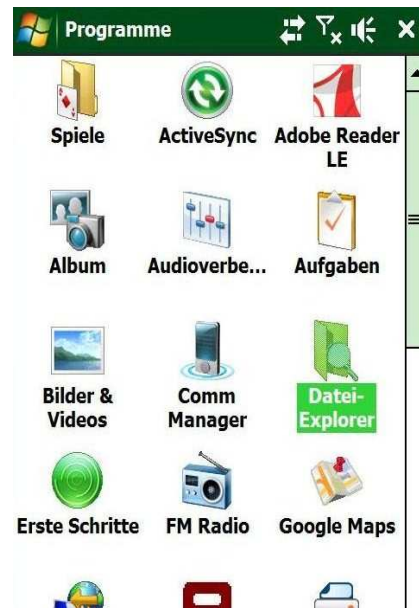 Programme
Spiele
ActiveSync
Adobe Reader
LE
Album
Audioverbe...
Aufgaben
Bilder &
Videos
Comm
Manager
Datei-
Explorer
Erste Schritte
FM Radio
Google Maps